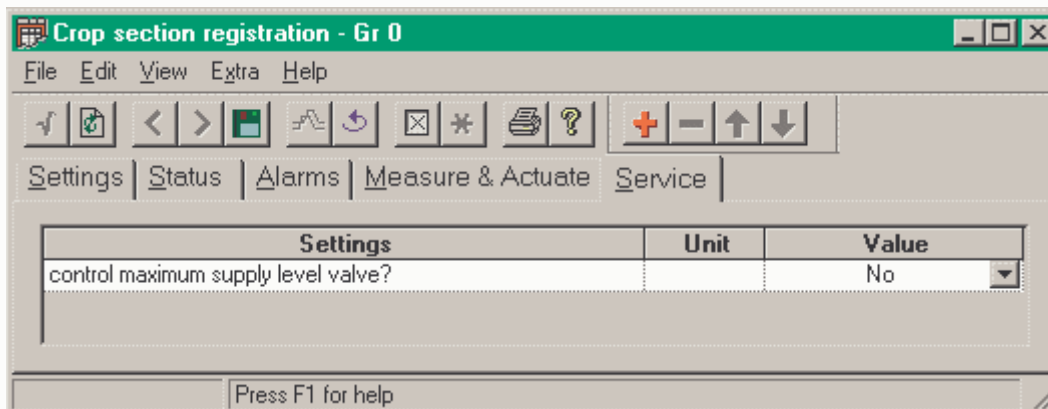 Crop section registration - Gr 0
File Edit View Extra Help
Settings Status Alarms Measure & Actuate Service
Settings Unit Value
control maximum supply level valve? No
Press F1 for help